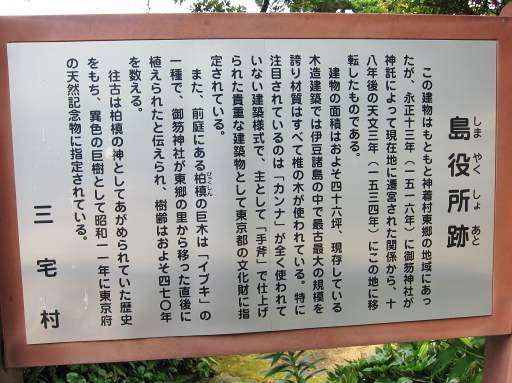 島役所跡
しま やく しょ あと
この建物はもともと神着村東郷の地域にあっ
たが、永正十三年（一五一六年）に御笏神社が
神託によって現在地に遷宮された関係から、十
八年後の天文三年（一五三四年）にこの地に移
転したものである。
建物の面積はおよそ四十六坪、現存している
木造建築では伊豆諸島の中で最古最大の規模を
誇り材質はすべて椎の木が使われている。特に
注目されているのは「カンナ」が全く使われて
いない建築様式で、主として「手斧」で仕上げ
られた貴重な建築物として東京都の文化財に指
定されている。
また、前庭にある柏槙の巨木は「イブキ」の
びゃくしん
一種で、御笏神社が東郷の里から移った直後に
植えられたと伝えられ、樹齢はおよそ四七〇年
を数える。
往古は柏槙の神としてあがめられていた歴史
をもち、異色の巨樹として昭和一一年に東京府
の天然記念物に指定されている。
三宅村